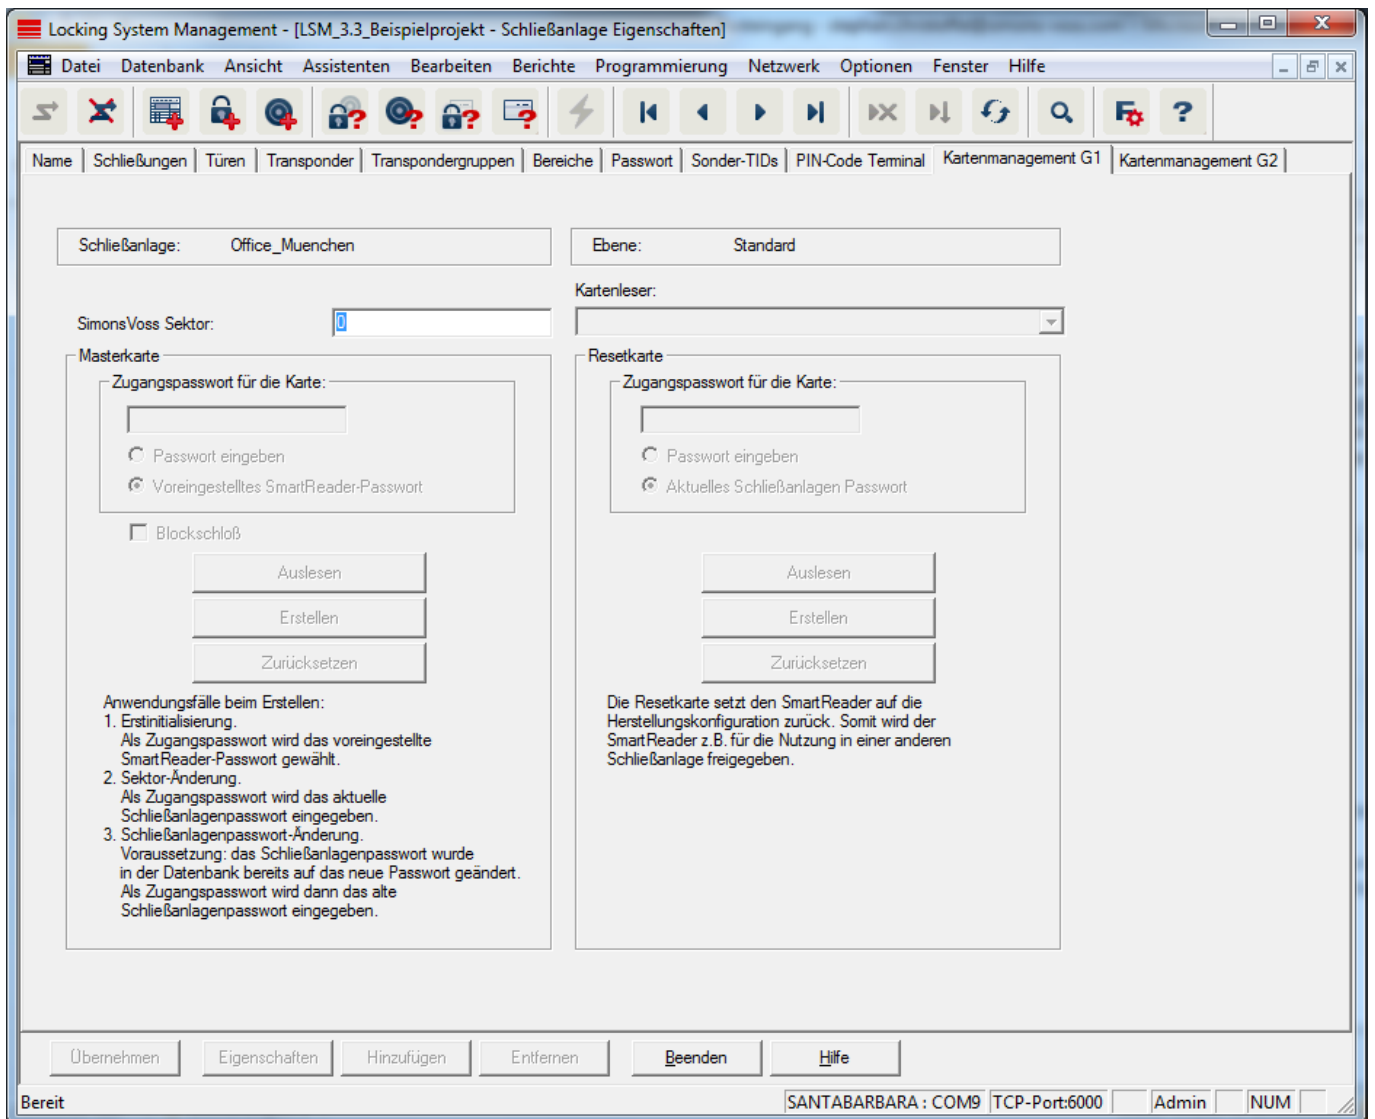 Locking System Management - [LSM_3.3_Beispielprojekt - Schließanlage Eigenschaften]
Datei Datenbank Ansicht Assistenten Bearbeiten Berichte Programmierung Netzwerk Optionen Fenster Hilfe
Name Schließungen Türen Transponder Transpondergruppen Bereiche Passwort Sonder-TIDs PIN-Code Terminal Kartenmanagement G1 Kartenmanagement G2
Schließanlage: Office_Muenchen
Ebene: Standard
Kartenleser:
SimonsVoss Sektor: 0
Masterkarte
Zugangspasswort für die Karte:
Passwort eingeben
Voreingestelltes SmartReader-Passwort
Blockschloß
Auslesen
Erstellen
Zurücksetzen
Anwendungsfälle beim Erstellen:
1. Erstinitialisierung.
Als Zugangspasswort wird das voreingestellte
SmartReader-Passwort gewählt.
2. Sektor-Änderung.
Als Zugangspasswort wird das aktuelle
Schließanlagenpasswort eingegeben.
3. Schließanlagenpasswort-Änderung.
Voraussetzung: das Schließanlagenpasswort wurde
in der Datenbank bereits auf das neue Passwort geändert.
Als Zugangspasswort wird dann das alte
Schließanlagenpasswort eingegeben.
Resetkarte
Zugangspasswort für die Karte:
Passwort eingeben
Aktuelles Schließanlagen Passwort
Auslesen
Erstellen
Zurücksetzen
Die Resetkarte setzt den SmartReader auf die
Herstellungskonfiguration zurück. Somit wird der
SmartReader z.B. für die Nutzung in einer anderen
Schließanlage freigegeben.
Übernehmen Eigenschaften Hinzufügen Entfernen Beenden Hilfe
Bereit SANTABARBARA : COM9 TCP-Port:6000 Admin NUM